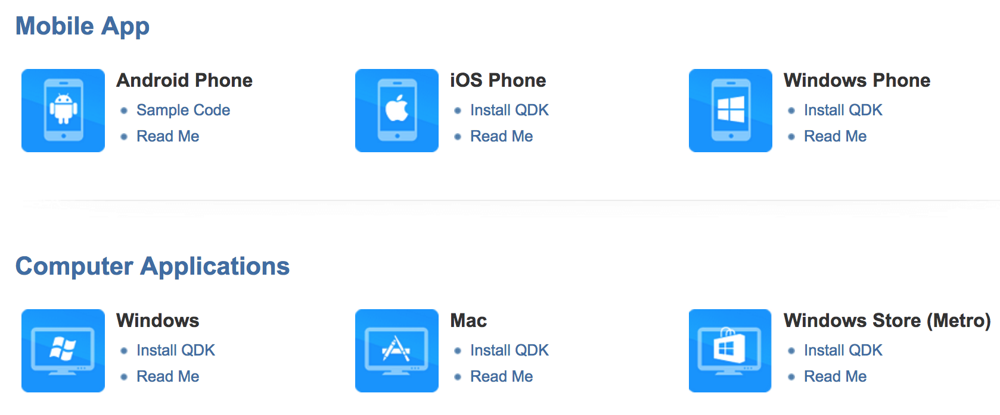 Mobile App
Android Phone
Sample Code
Read Me
iOS Phone
Install QDK
Read Me
Windows Phone
Install QDK
Read Me
Computer Applications
Windows
Install QDK
Read Me
Mac
Install QDK
Read Me
Windows Store (Metro)
Install QDK
Read Me